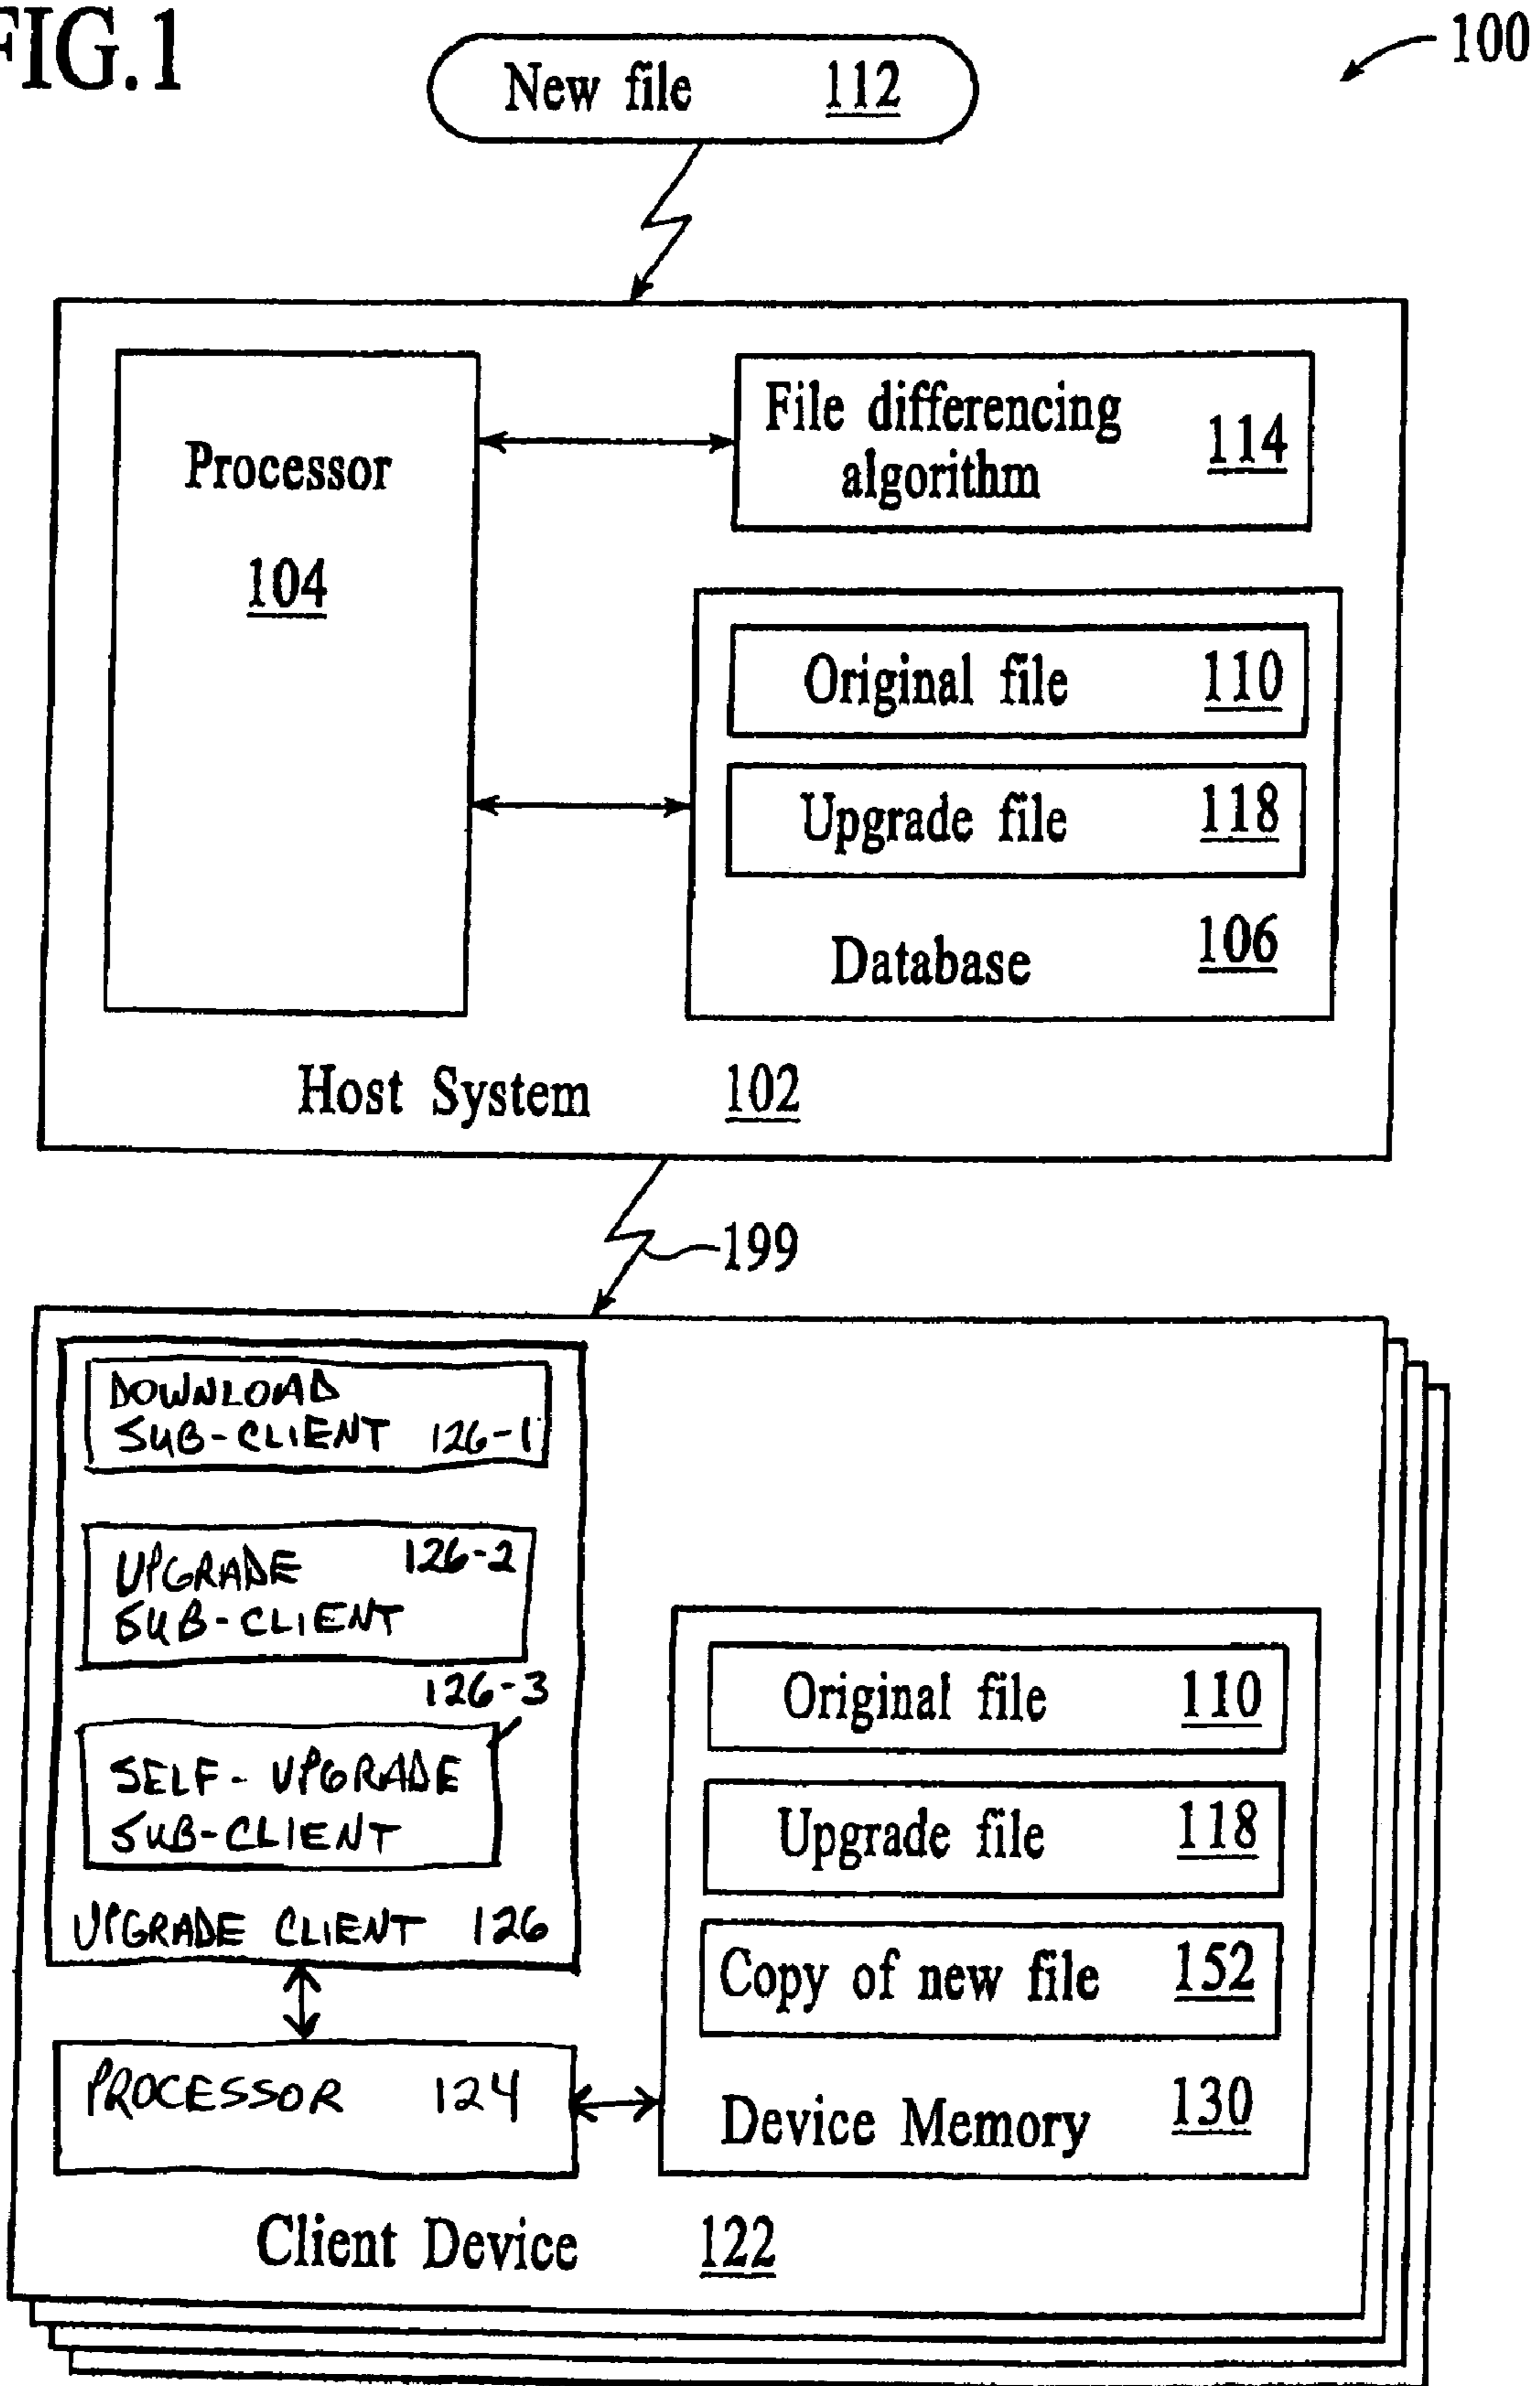 FIG.1
100
New file 112
Processor
104
File differencing
algorithm 114
Original file 110
Upgrade file 118
Database 106
Host System 102
199
DOWNLOAD
SUB-CLIENT 126-1
UPGRADE 126-2
SUB-CLIENT
126-3
SELF-UPGRADE
SUB-CLIENT
UPGRADE CLIENT 126
PROCESSOR 124
Original file 110
Upgrade file 118
Copy of new file 152
Device Memory 130
Client Device 122